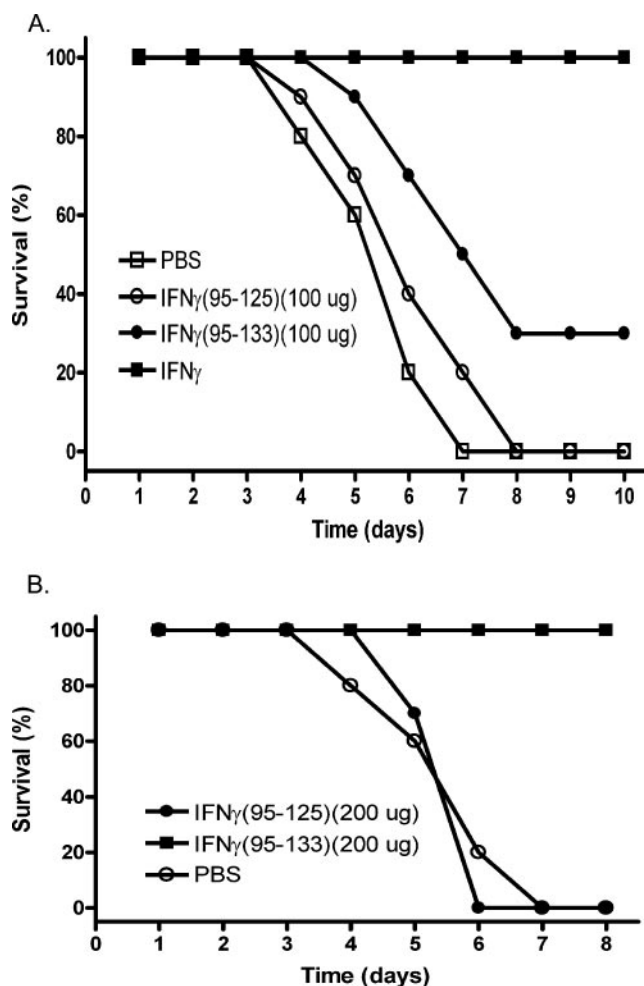 A.
Survival (%)
100
80
60
40
20
0
PBS
IFNγ(95-125)(100 ug)
IFNγ(95-133)(100 ug)
IFNγ
0 1 2 3 4 5 6 7 8 9 10
Time (days)
B.
Survival (%)
100
80
60
40
20
0
IFNγ(95-125)(200 ug)
IFNγ(95-133)(200 ug)
PBS
0 1 2 3 4 5 6 7 8
Time (days)